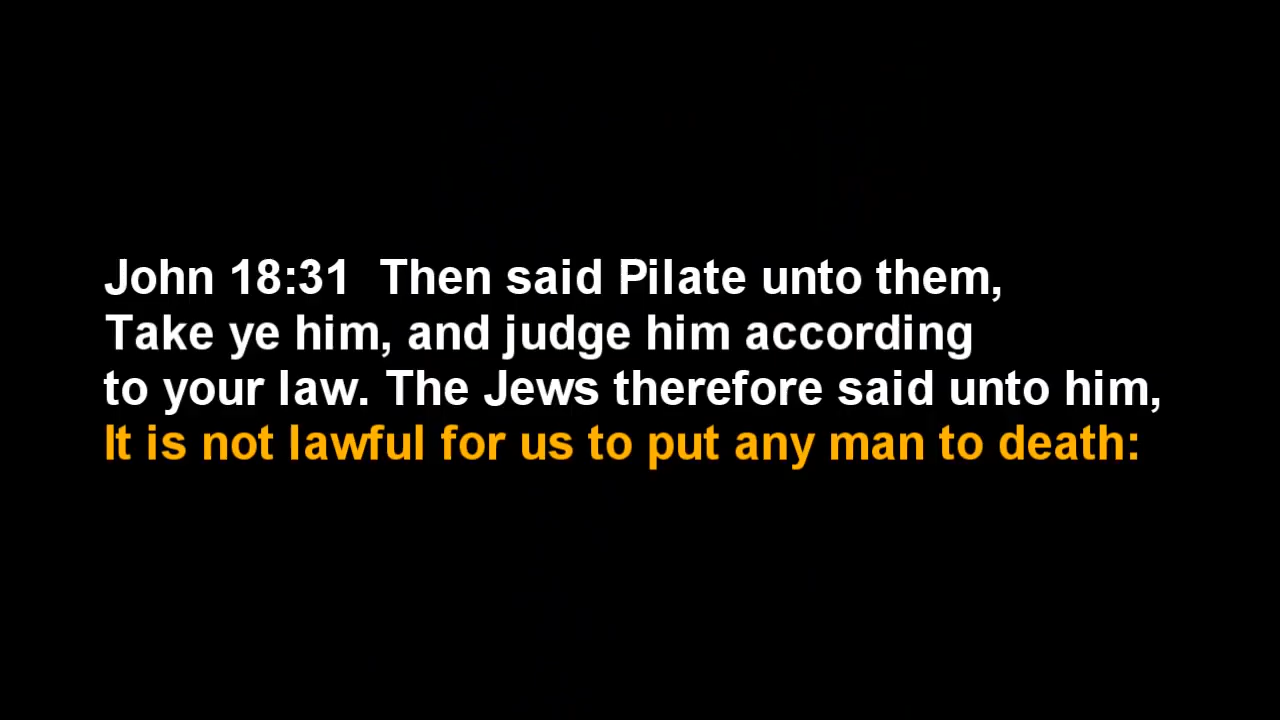 John 18:31  Then said Pilate unto them,
Take ye him, and judge him according
to your law. The Jews therefore said unto him,
It is not lawful for us to put any man to death: